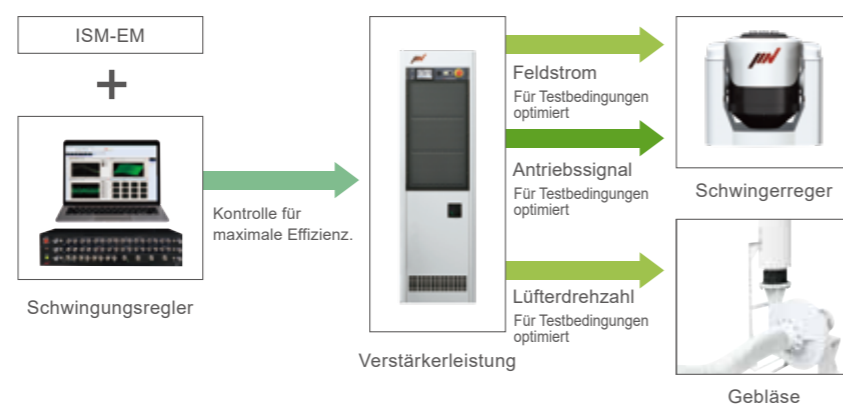 ISM-EM
+
Schwingungsregler
Kontrolle für
maximale Effizienz.
Verstärkerleistung
Feldstrom
Für Testbedingungen
optimiert
Antriebssignal
Für Testbedingungen
optimiert
Lüfterdrehzahl
Für Testbedingungen
optimiert
Schwingerreger
Gebläse